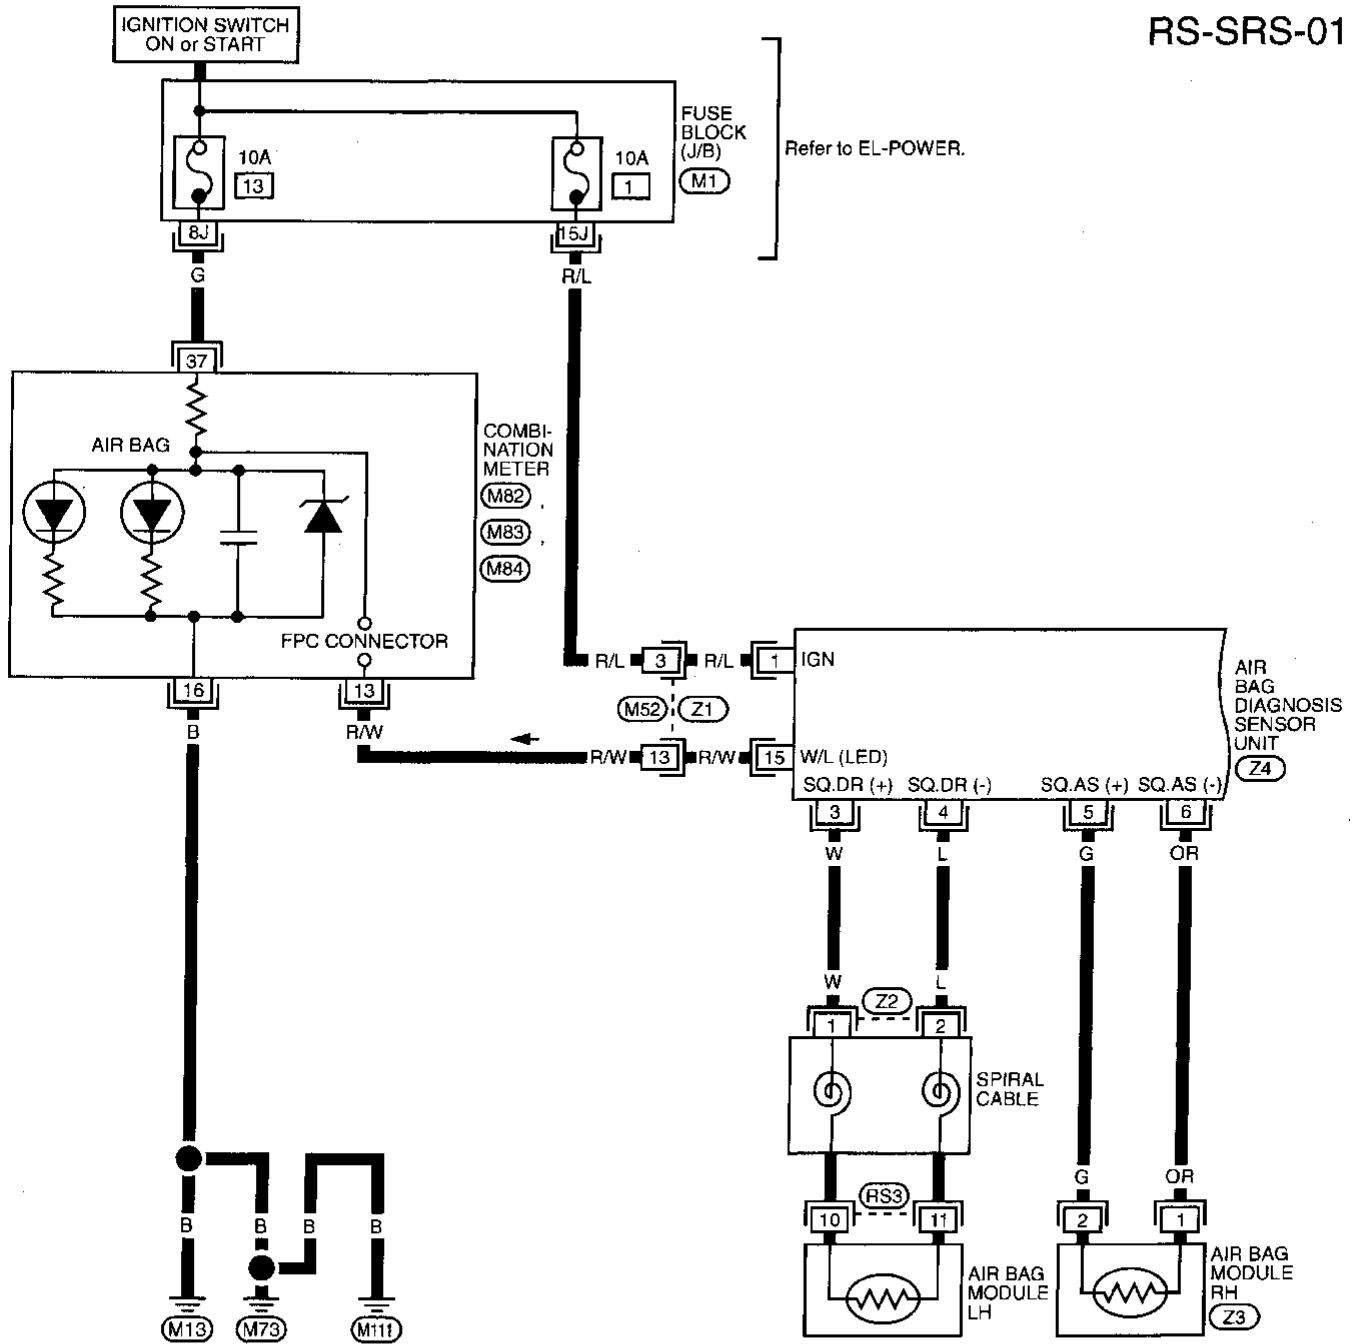 RS-SRS-01
IGNITION SWITCH
ON or START
FUSE
BLOCK
(J/B)
M1
Refer to EL-POWER.
10A
13
10A
1
8J
15J
G
R/L
37
AIR BAG
COMBI-
NATION
METER
M82 ,
M83 ,
M84
FPC CONNECTOR
16
13
B
R/W
R/L
3
R/L
1
IGN
M52
Z1
R/W
13
R/W
15
W/L (LED)
SQ.DR (+)
SQ.DR (-)
SQ.AS (+)
SQ.AS (-)
AIR
BAG
DIAGNOSIS
SENSOR
UNIT
Z4
3
4
5
6
W
L
G
OR
W
L
Z2
1
2
SPIRAL
CABLE
G
OR
RS3
10
11
2
1
AIR BAG
MODULE
LH
AIR BAG
MODULE
RH
Z3
B
B
B
B
M13
M73
M111